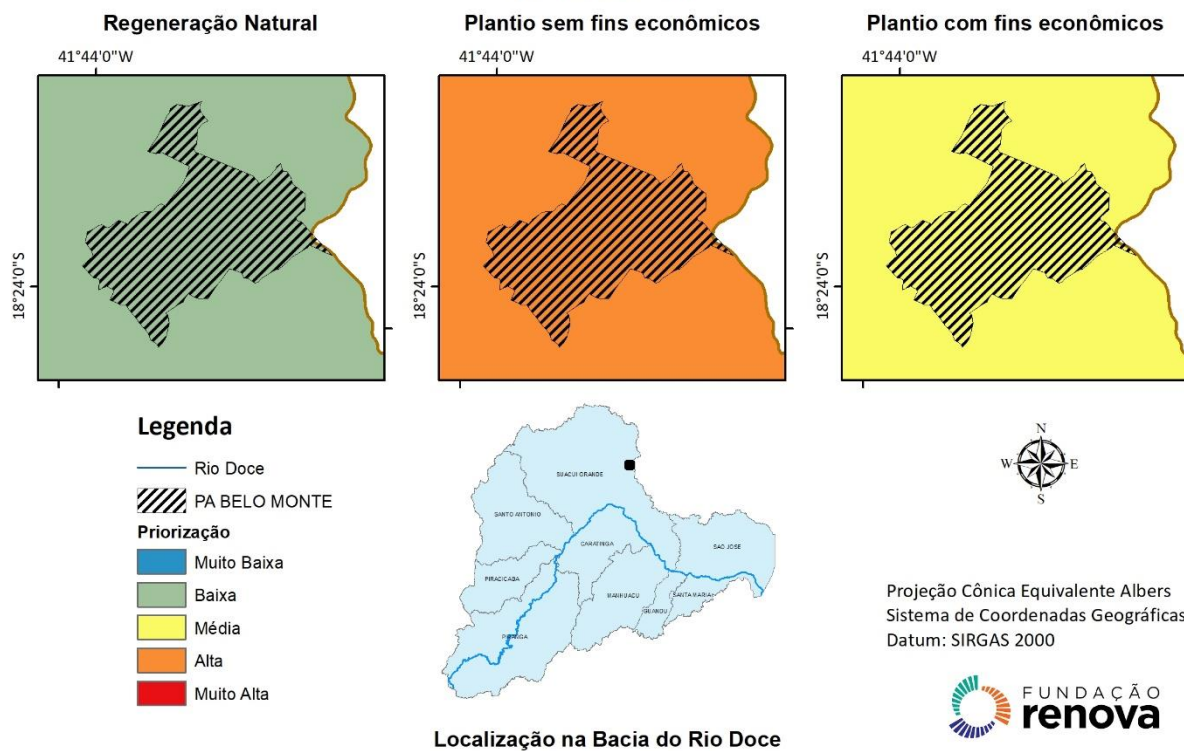 Regeneração Natural
Plantio sem fins econômicos
Plantio com fins econômicos
41°44'0"W
41°44'0"W
41°44'0"W
18°24'0"S
18°24'0"S
18°24'0"S
Legenda
Rio Doce
PA BELO MONTE
Priorização
Muito Baixa
Baixa
Média
Alta
Muito Alta
SUACUI GRANDE
SANTO ANTONIO
CARATINGA
SAO JOSE
PIRACICABA
MANHUACU
GUANDU
SANTA MARIA
PIRANGA
Localização na Bacia do Rio Doce
N
W
E
S
Projeção Cônica Equivalente Albers
Sistema de Coordenadas Geográficas
Datum: SIRGAS 2000
FUNDAÇÃO
renova